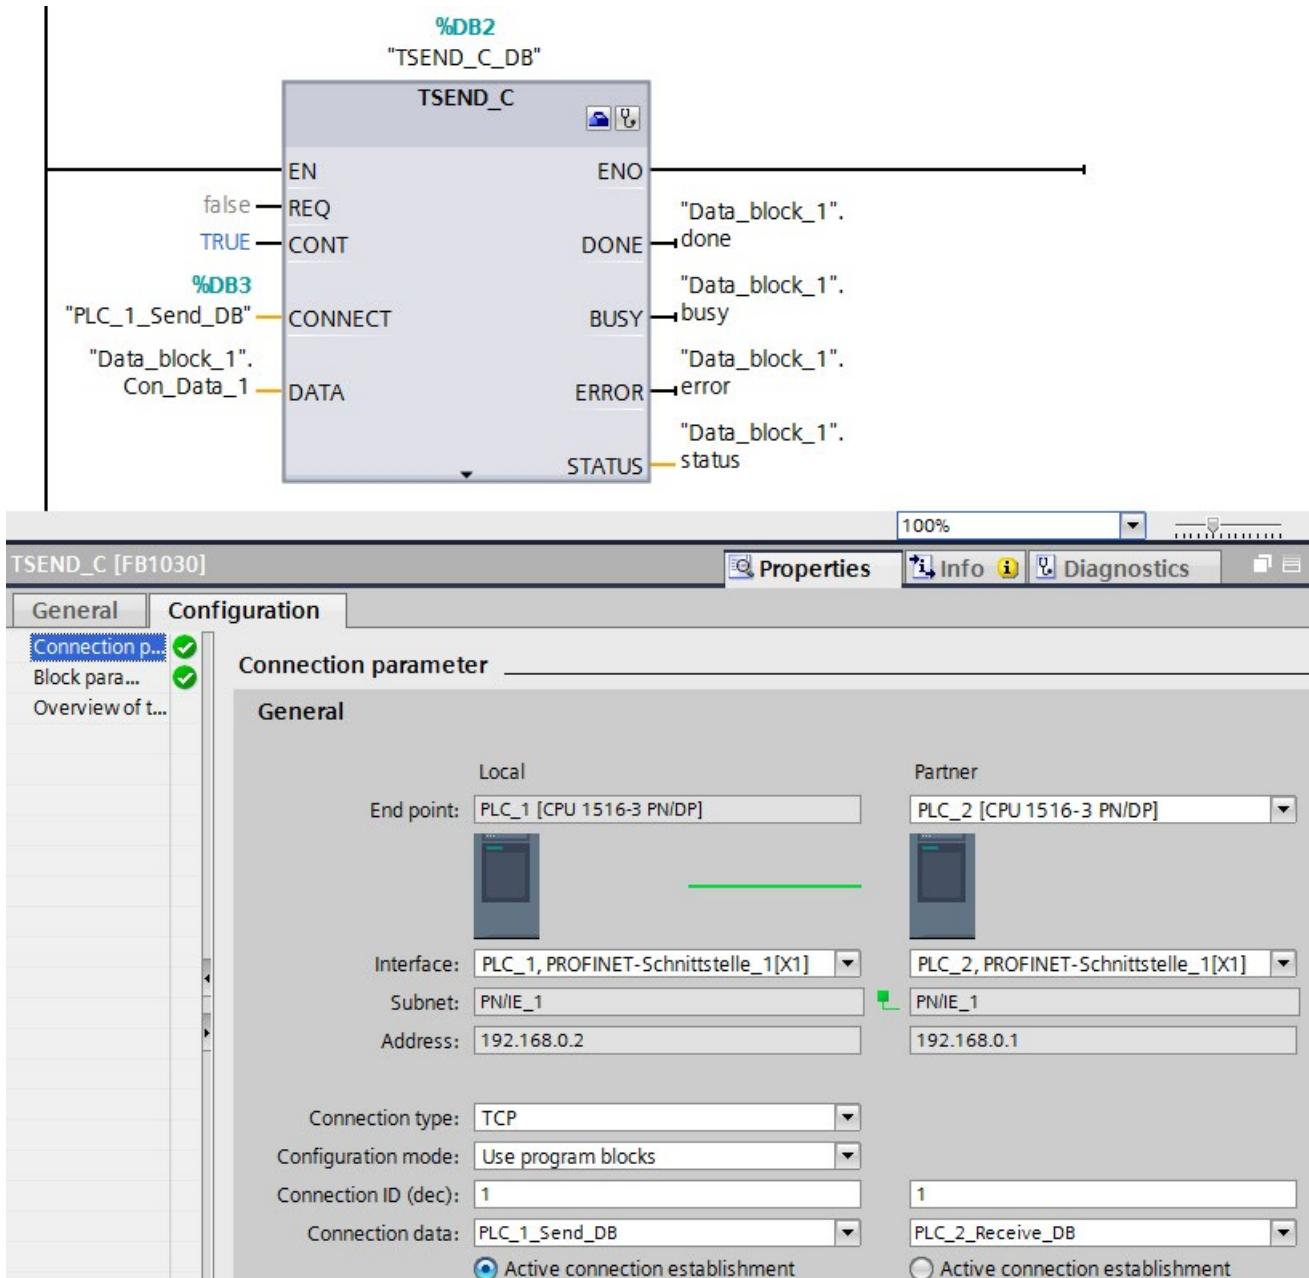 %DB2
"TSEND_C_DB"
TSEND_C
EN ENO
false REQ
"Data_block_1".
TRUE CONT DONE done
%DB3
"Data_block_1".
"PLC_1_Send_DB" CONNECT BUSY busy
"Data_block_1".
"Data_block_1".
Con_Data_1 DATA ERROR error
"Data_block_1".
STATUS status
100%
TSEND_C [FB1030] Properties Info Diagnostics
General Configuration
Connection p...
Block para...
Overview of t...
Connection parameter
General
Local Partner
End point: PLC_1 [CPU 1516-3 PN/DP] PLC_2 [CPU 1516-3 PN/DP]
Interface: PLC_1, PROFINET-Schnittstelle_1[X1] PLC_2, PROFINET-Schnittstelle_1[X1]
Subnet: PN/IE_1 PN/IE_1
Address: 192.168.0.2 192.168.0.1
Connection type: TCP
Configuration mode: Use program blocks
Connection ID (dec): 1 1
Connection data: PLC_1_Send_DB PLC_2_Receive_DB
Active connection establishment Active connection establishment